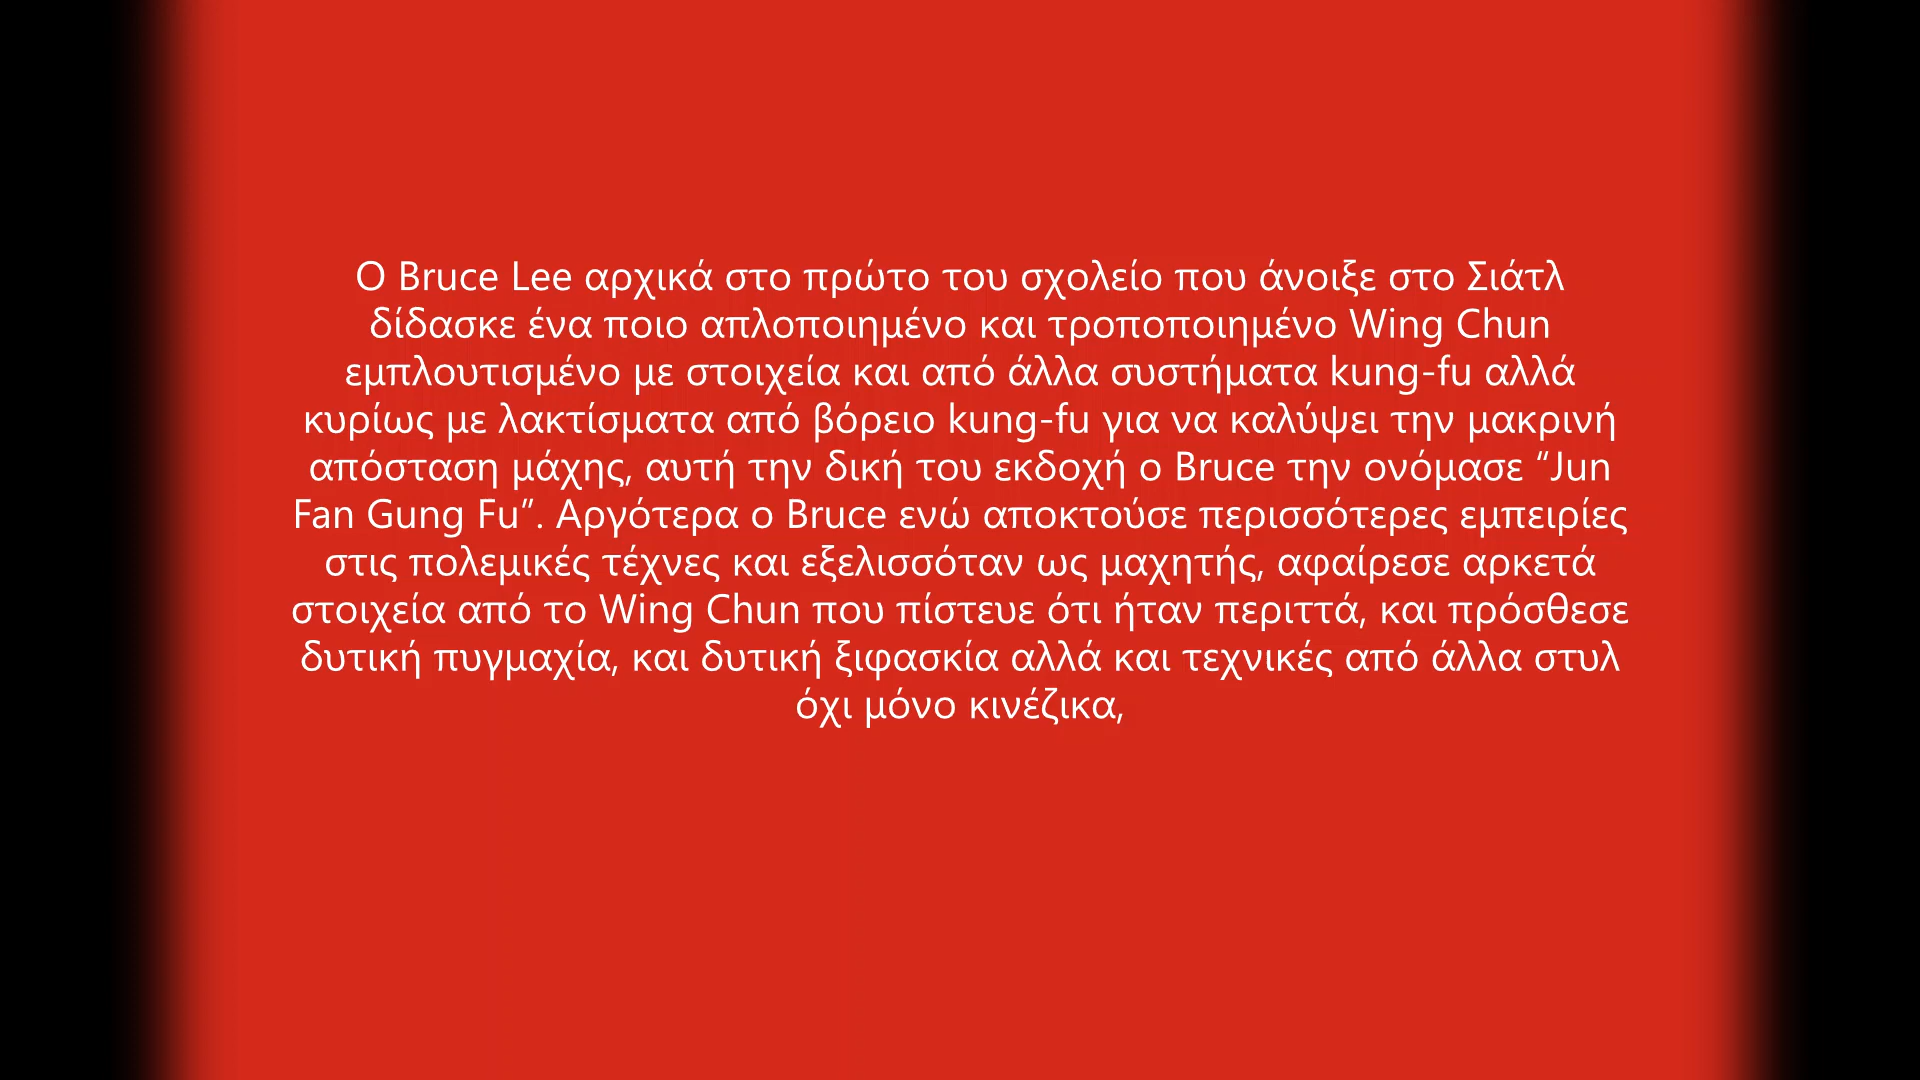 Ο Bruce Lee αρχικά στο πρώτο του σχολείο που άνοιξε στο Σιάτλ
δίδασκε ένα ποιο απλοποιημένο και τροποποιημένο Wing Chun
εμπλουτισμένο με στοιχεία και από άλλα συστήματα kung-fu αλλά
κυρίως με λακτίσματα από βόρειο kung-fu για να καλύψει την μακρινή
απόσταση μάχης, αυτή την δική του εκδοχή ο Bruce την ονόμασε “Jun
Fan Gung Fu”. Αργότερα ο Bruce ενώ αποκτούσε περισσότερες εμπειρίες
στις πολεμικές τέχνες και εξελισσόταν ως μαχητής, αφαίρεσε αρκετά
στοιχεία από το Wing Chun που πίστευε ότι ήταν περιττά, και πρόσθεσε
δυτική πυγμαχία, και δυτική ξιφασκία αλλά και τεχνικές από άλλα στυλ
όχι μόνο κινέζικα,